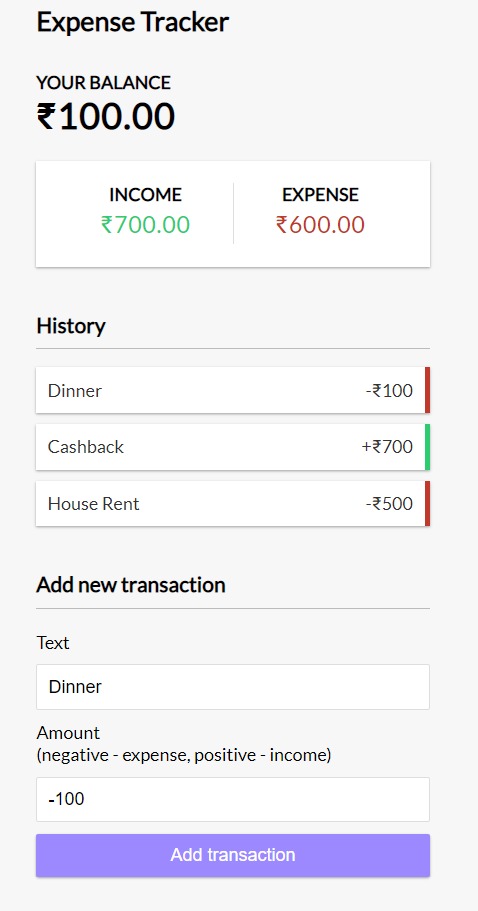 Expense Tracker
YOUR BALANCE
₹100.00
INCOME
EXPENSE
₹700.00
₹600.00
History
Dinner -₹100
Cashback +₹700
House Rent -₹500
Add new transaction
Text
Dinner
Amount
(negative - expense, positive - income)
-100
Add transaction